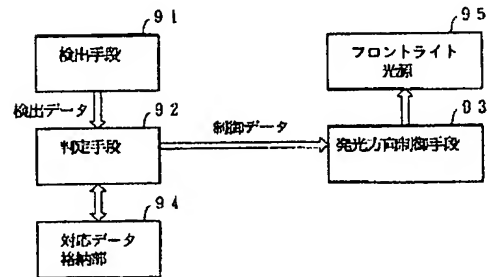 91
検出手段
検出データ
92
判定手段
94
対応データ
格納部
制御データ
95
フロントライト
光源
93
発光方向制御手段